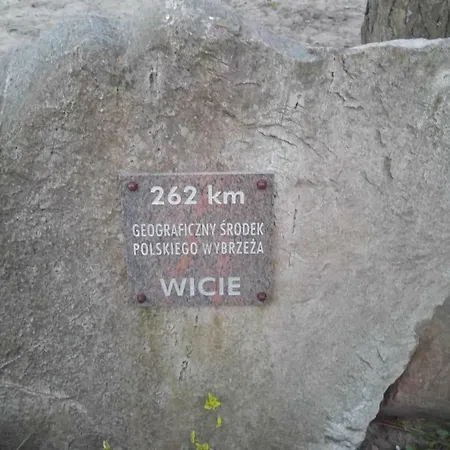 262 km
GEOGRAFICZNY ŚRODEK
POLSKIEGO WYBRZEŻA
WICIE